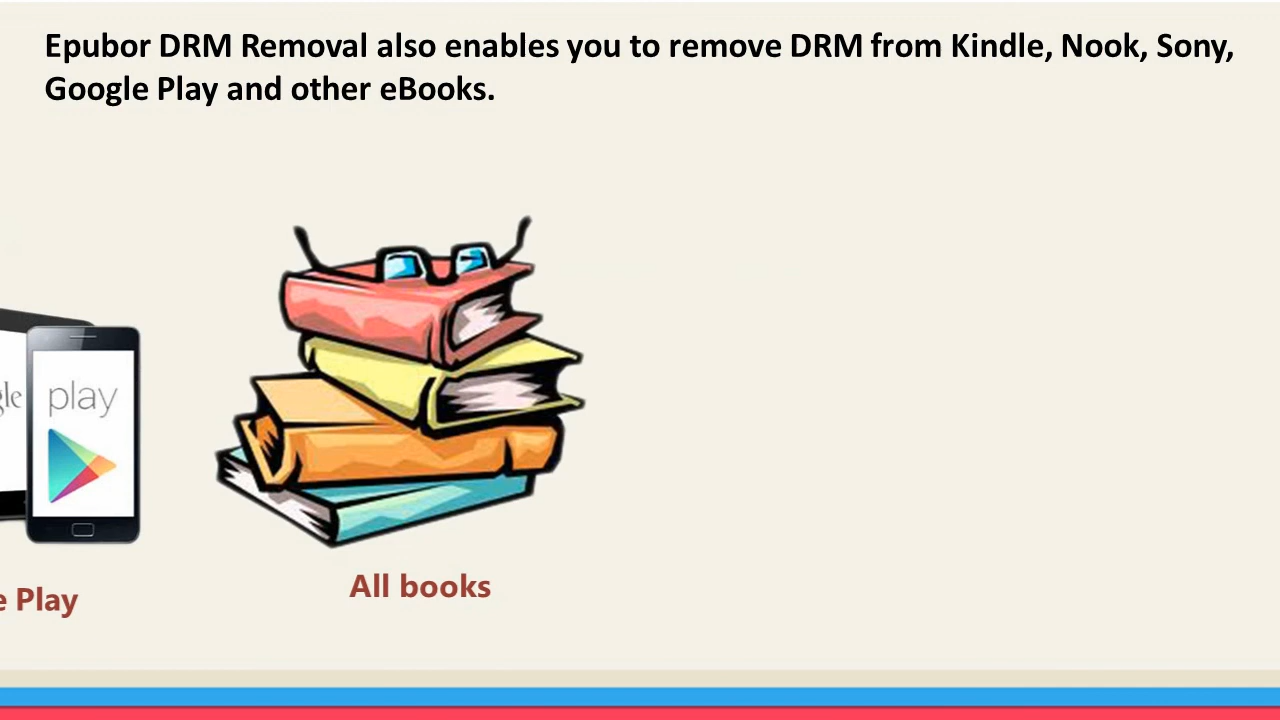 Epubor DRM Removal also enables you to remove DRM from Kindle, Nook, Sony,
Google Play and other eBooks.
gle
play
e Play
All books